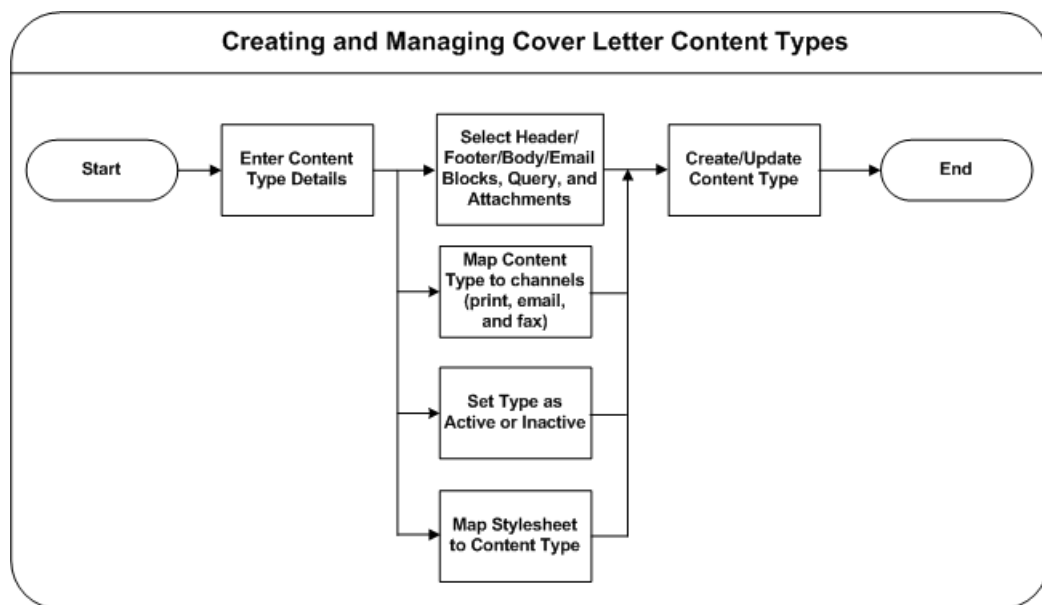 Creating and Managing Cover Letter Content Types
Start
Enter Content
Type Details
Select Header/
Footer/Body/Email
Blocks, Query, and
Attachments
Create/Update
Content Type
End
Map Content
Type to channels
(print, email,
and fax)
Set Type as
Active or Inactive
Map Stylesheet
to Content Type